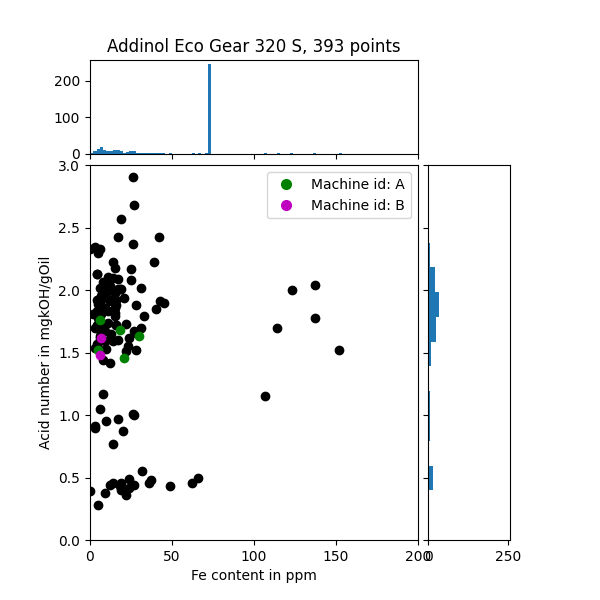 Addinol Eco Gear 320 S, 393 points
200
100
0
3.0
2.5
2.0
1.5
1.0
0.5
0.0
Machine id: A
Machine id: B
Acid number in mgkOH/gOil
0 50 100 150 200
0 250
Fe content in ppm